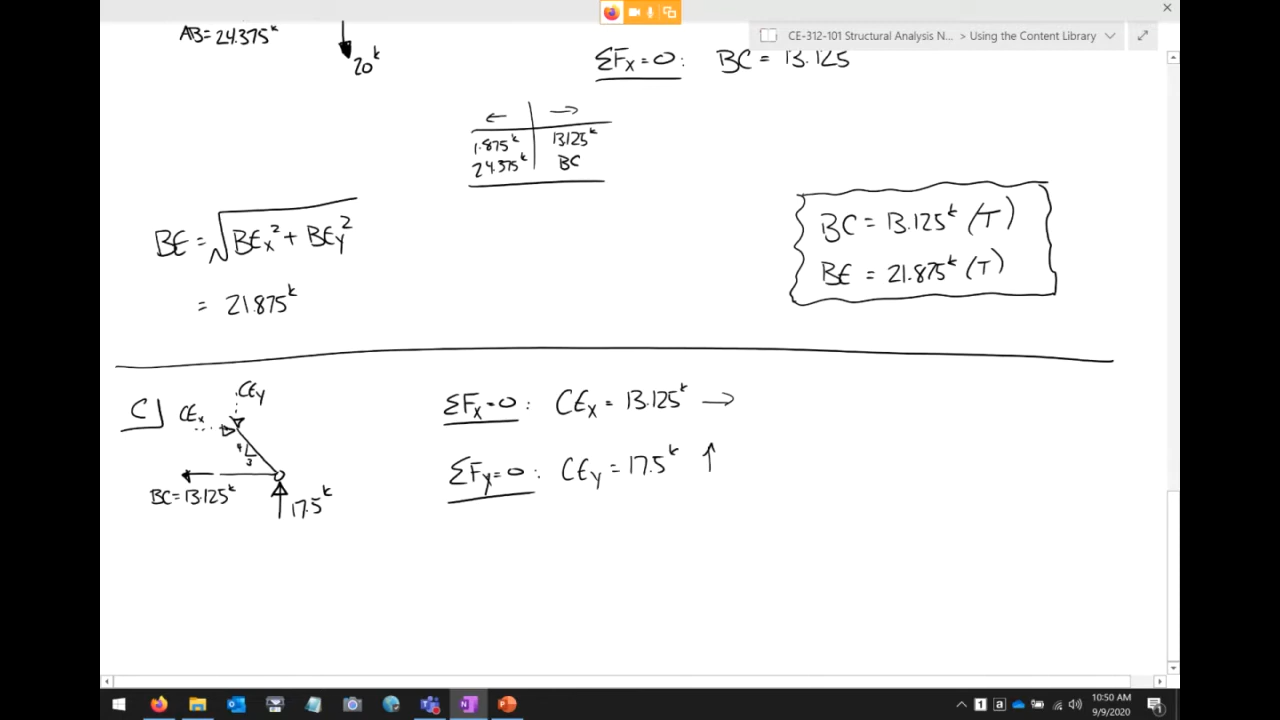 CE-312-101 Structural Analysis N... > Using the Content Library
AB = 24.375ᵏ
20ᵏ
ΣFx = 0: BC = 13.125
← | →
1.875ᵏ | 13.125ᵏ
24.375ᵏ | BC
BE = √(BEx² + BEy²)
= 21.875ᵏ
BC = 13.125ᵏ (T)
BE = 21.875ᵏ (T)
C
CEy
CEx
4
3
BC = 13.125ᵏ
17.5ᵏ
ΣFx = 0: CEx = 13.125ᵏ →
ΣFy = 0: CEy = 17.5ᵏ ↑
10:50 AM
9/9/2020